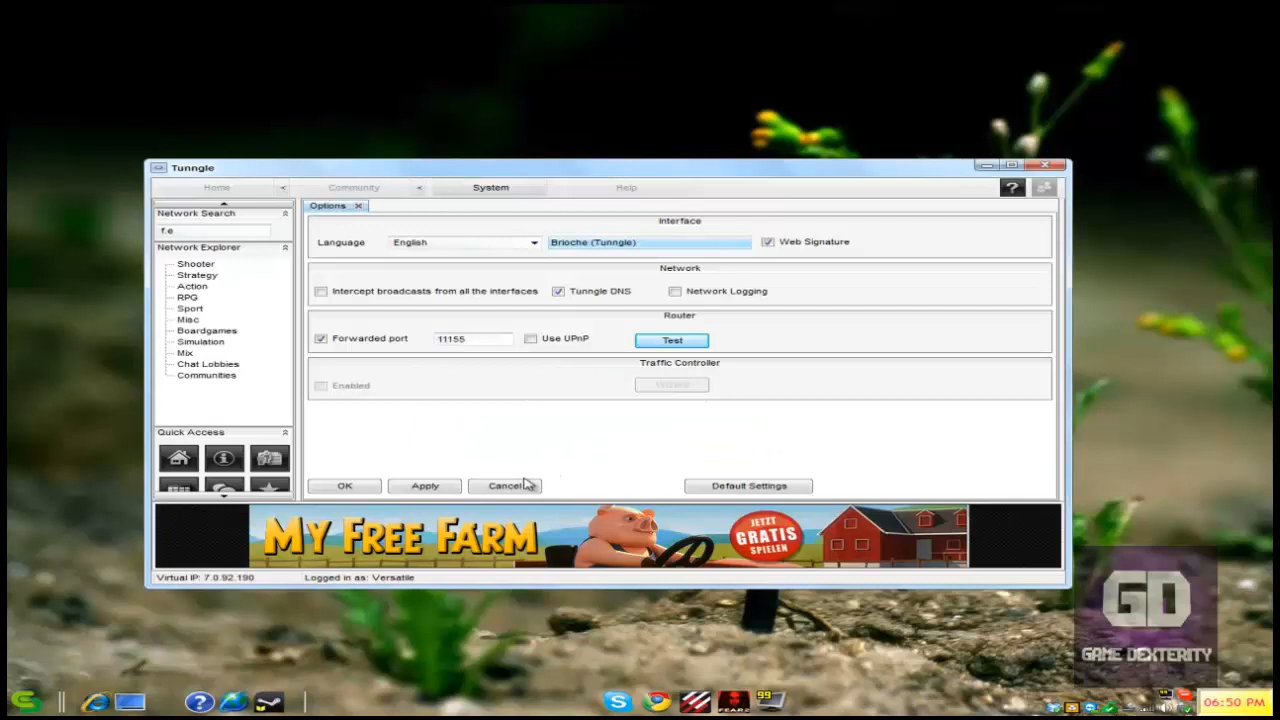 Tunngle
Home < Community < System Help ?
Network Search
f.e
Network Explorer
Shooter
Strategy
Action
RPG
Sport
Misc
Boardgames
Simulation
Mix
Chat Lobbies
Communities
Quick Access
Options
Interface
Language English Brioche (Tunngle) Web Signature
Network
Intercept broadcasts from all the interfaces Tunngle DNS Network Logging
Router
Forwarded port 11155 Use UPnP Test
Traffic Controller
Enabled Wizard
OK Apply Cancel Default Settings
MY FREE FARM
JETZT
GRATIS
SPIELEN
Virtual IP: 7.0.92.190 Logged in as: Versatile
GD
GAME DEXTERITY
FEAR2
99
06:50 PM